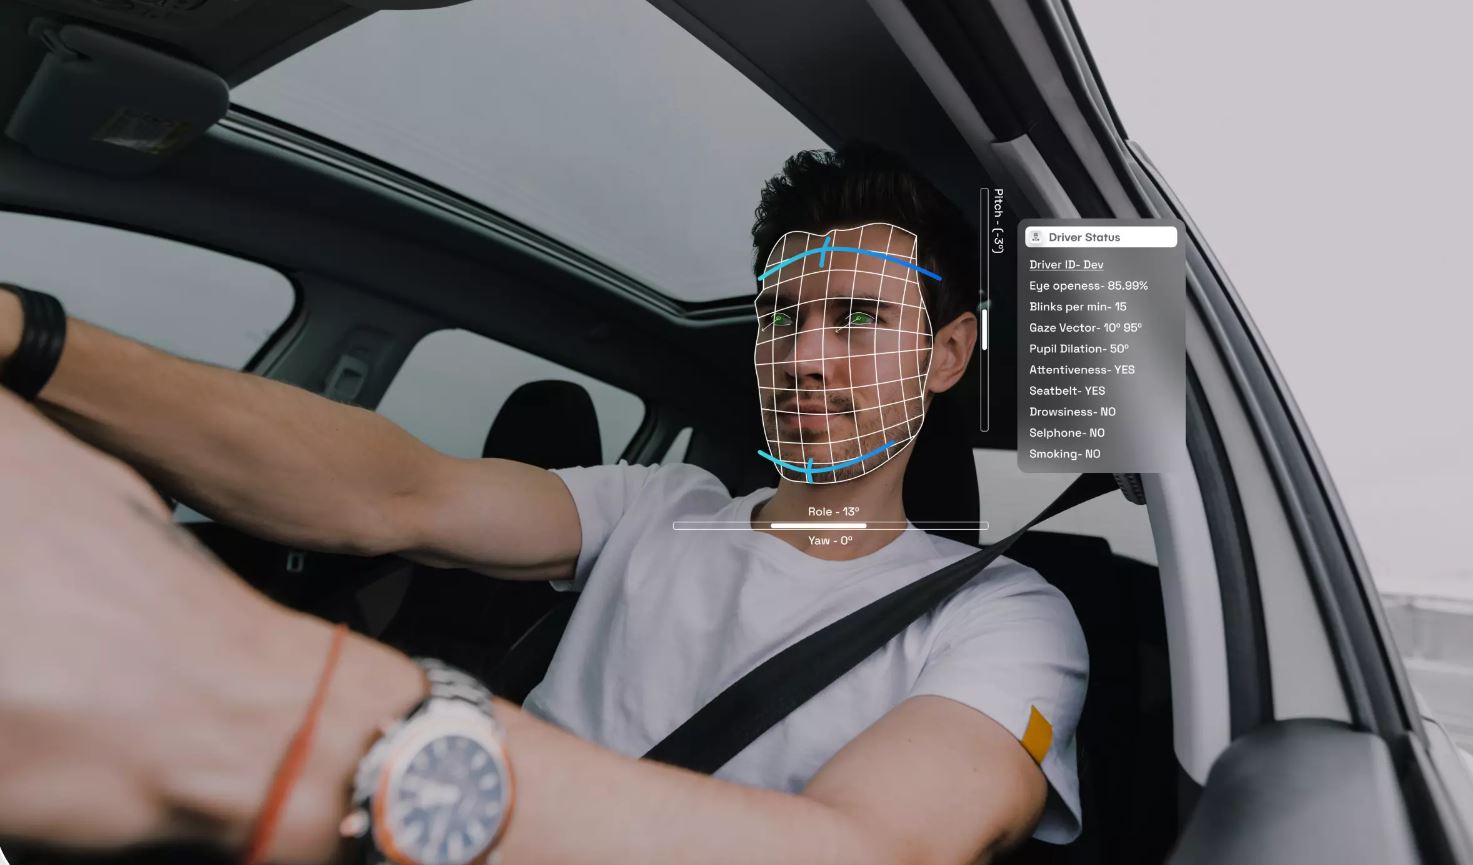 Pitch - (-3º)
Driver Status
Driver ID- Dev
Eye openess- 85.99%
Blinks per min- 15
Gaze Vector- 10º 95º
Pupil Dilation- 50º
Attentiveness- YES
Seatbelt- YES
Drowsiness- NO
Selphone- NO
Smoking- NO
Role - 13º
Yaw - 0º